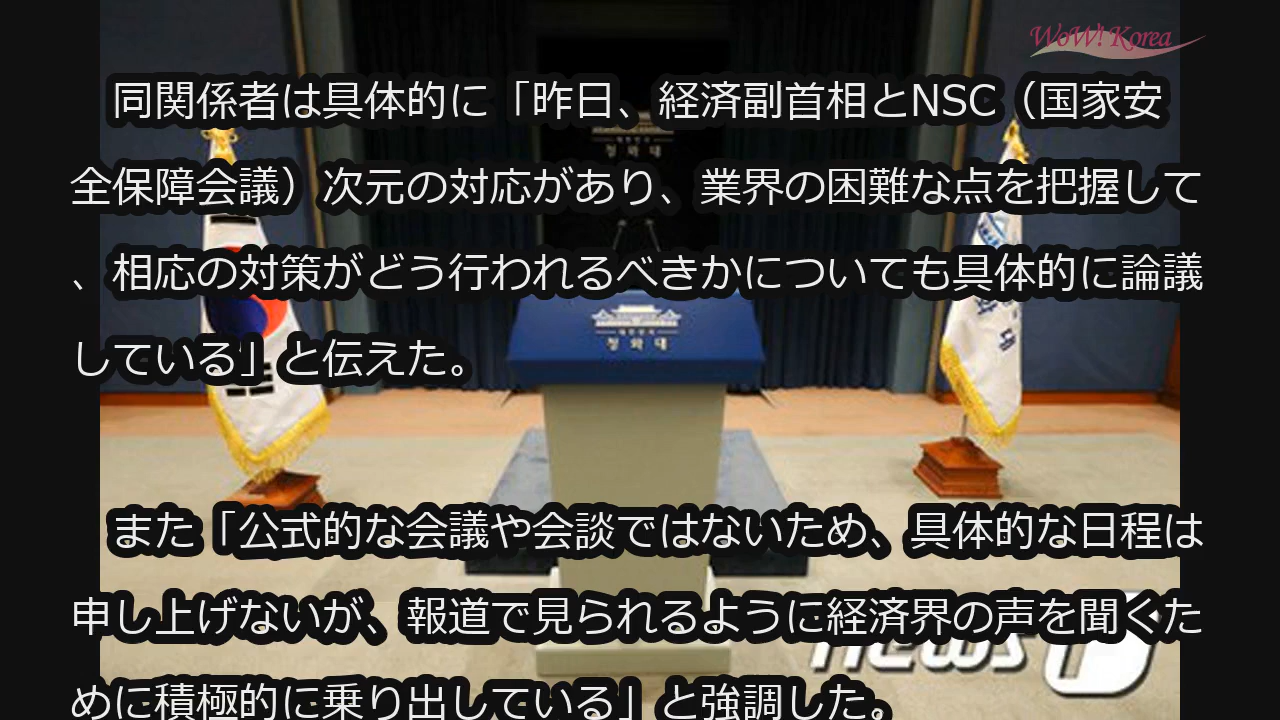 WoW! Korea
同関係者は具体的に「昨日、経済副首相とNSC（国家安
全保障会議）次元の対応があり、業界の困難な点を把握して
、相応の対策がどう行われるべきかについても具体的に論議
している」と伝えた。
대한민국
청와대
また「公式的な会議や会談ではないため、具体的な日程は
申し上げないが、報道で見られるように経済界の声を聞くた
めに積極的に乗り出している」と強調した。
news1